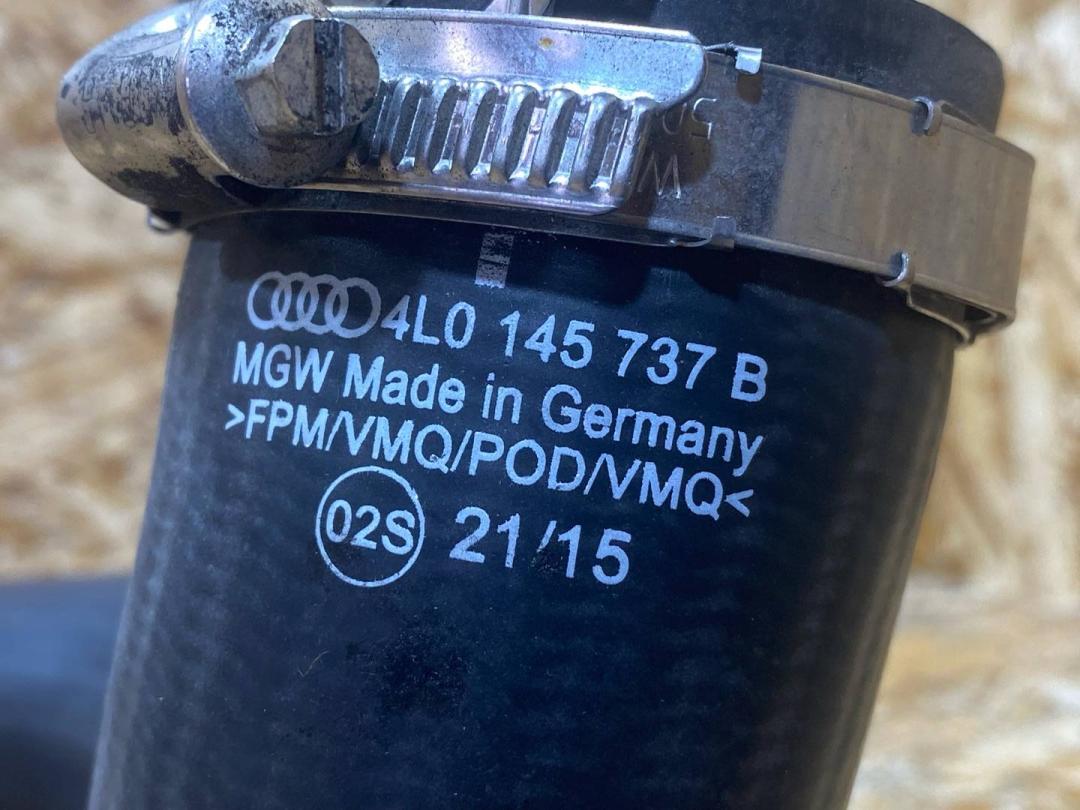 4L0 145 737 B
MGW Made in Germany
>FPM/VMQ/POD/VMQ<
02S 21/15